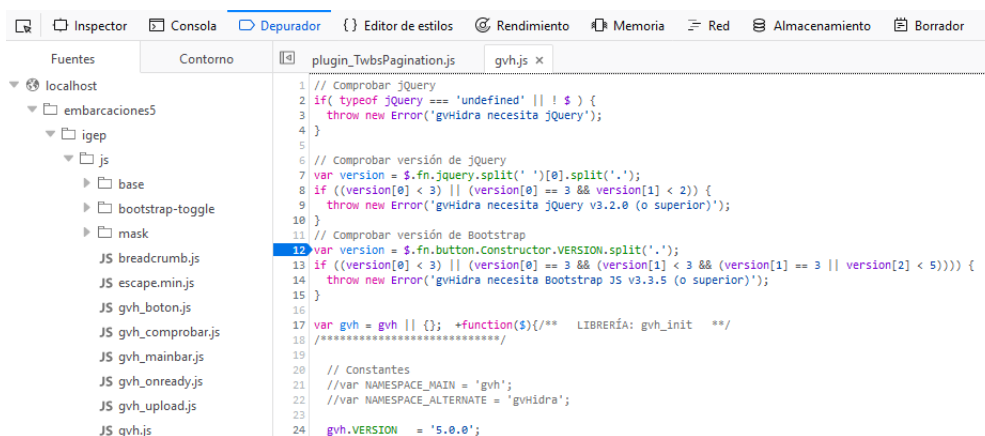 Inspector Consola Depurador {} Editor de estilos Rendimiento Memoria Red Almacenamiento Borrador
Fuentes Contorno
localhost
embarcaciones5
igep
js
base
bootstrap-toggle
mask
JS breadcrumb.js
JS escape.min.js
JS gvh_boton.js
JS gvh_comprobar.js
JS gvh_mainbar.js
JS gvh_onready.js
JS gvh_upload.js
JS gvh.js
plugin_TwbsPagination.js gvh.js ×
1 // Comprobar jQuery
2 if( typeof jQuery === 'undefined' || ! $ ) {
3 throw new Error('gvHidra necesita jQuery');
4 }
5
6 // Comprobar versión de jQuery
7 var version = $.fn.jquery.split(' ')[0].split('.');
8 if ((version[0] < 3) || (version[0] == 3 && version[1] < 2)) {
9 throw new Error('gvHidra necesita jQuery v3.2.0 (o superior)');
10 }
11 // Comprobar versión de Bootstrap
12 var version = $.fn.button.Constructor.VERSION.split('.');
13 if ((version[0] < 3) || (version[0] == 3 && (version[1] < 3 && (version[1] == 3 || version[2] < 5)))) {
14 throw new Error('gvHidra necesita Bootstrap JS v3.3.5 (o superior)');
15 }
16
17 var gvh = gvh || {}; +function($){/** LIBRERÍA: gvh_init **/
18 /****************************/
19
20 // Constantes
21 //var NAMESPACE_MAIN = 'gvh';
22 //var NAMESPACE_ALTERNATE = 'gvHidra';
23
24 gvh.VERSION = '5.0.0';